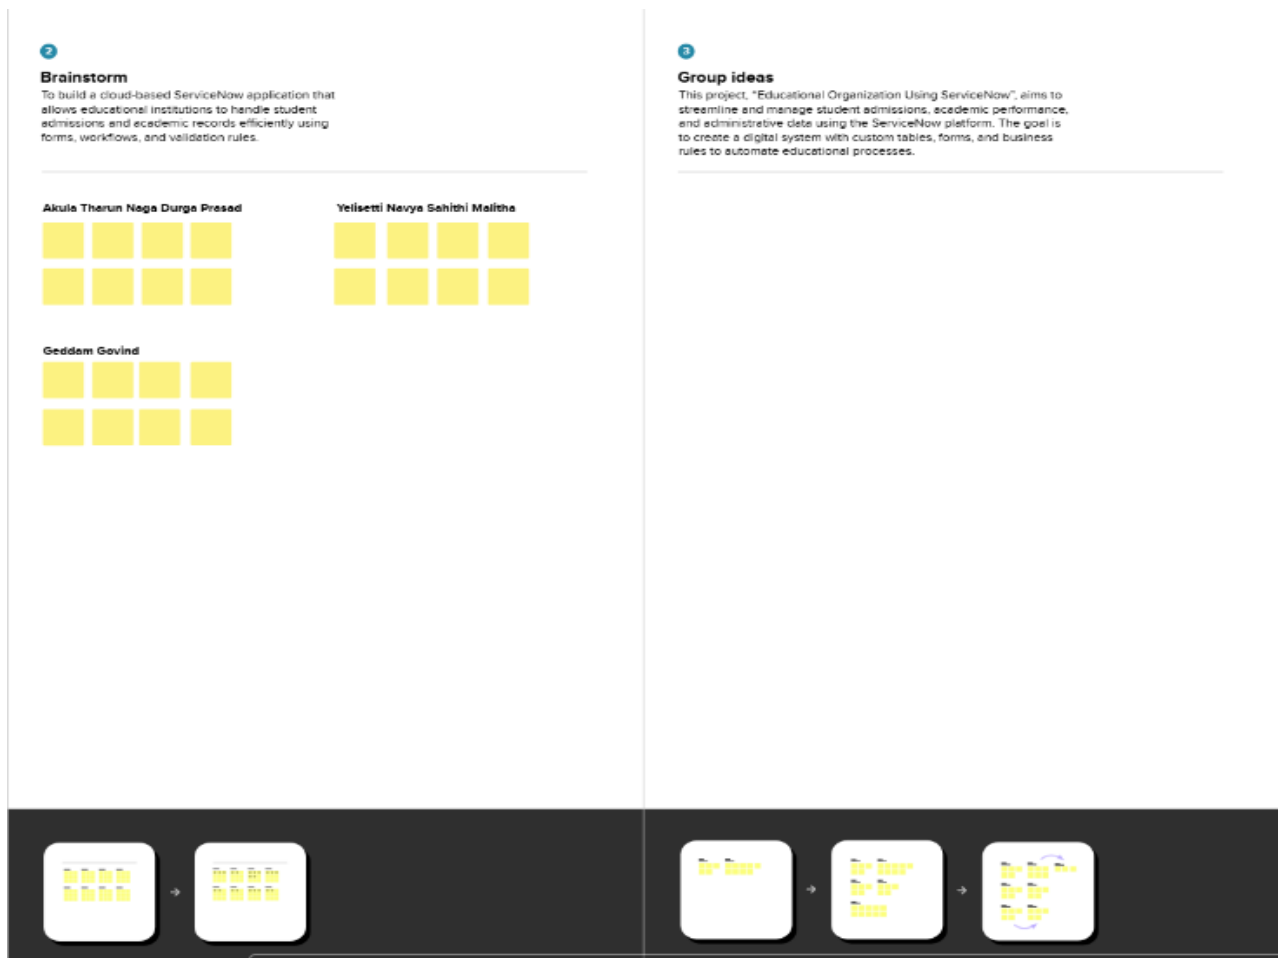 2
Brainstorm
To build a cloud-based ServiceNow application that
allows educational institutions to handle student
admissions and academic records efficiently using
forms, workflows, and validation rules.
Akula Tharun Naga Durga Prasad
Yelisetti Navya Sahithi Malitha
Geddam Govind
3
Group ideas
This project, "Educational Organization Using ServiceNow", aims to
streamline and manage student admissions, academic performance,
and administrative data using the ServiceNow platform. The goal is
to create a digital system with custom tables, forms, and business
rules to automate educational processes.